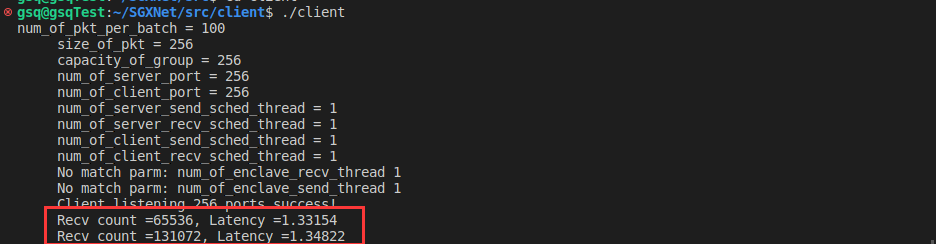 gsq@gsqTest:~/SGXNet/src/client$ ./client
num_of_pkt_per_batch = 100
size_of_pkt = 256
capacity_of_group = 256
num_of_server_port = 256
num_of_client_port = 256
num_of_server_send_sched_thread = 1
num_of_server_recv_sched_thread = 1
num_of_client_send_sched_thread = 1
num_of_client_recv_sched_thread = 1
No match parm: num_of_enclave_recv_thread 1
No match parm: num_of_enclave_send_thread 1
Client listening 256 ports success!
Recv count =65536, Latency =1.33154
Recv count =131072, Latency =1.34822